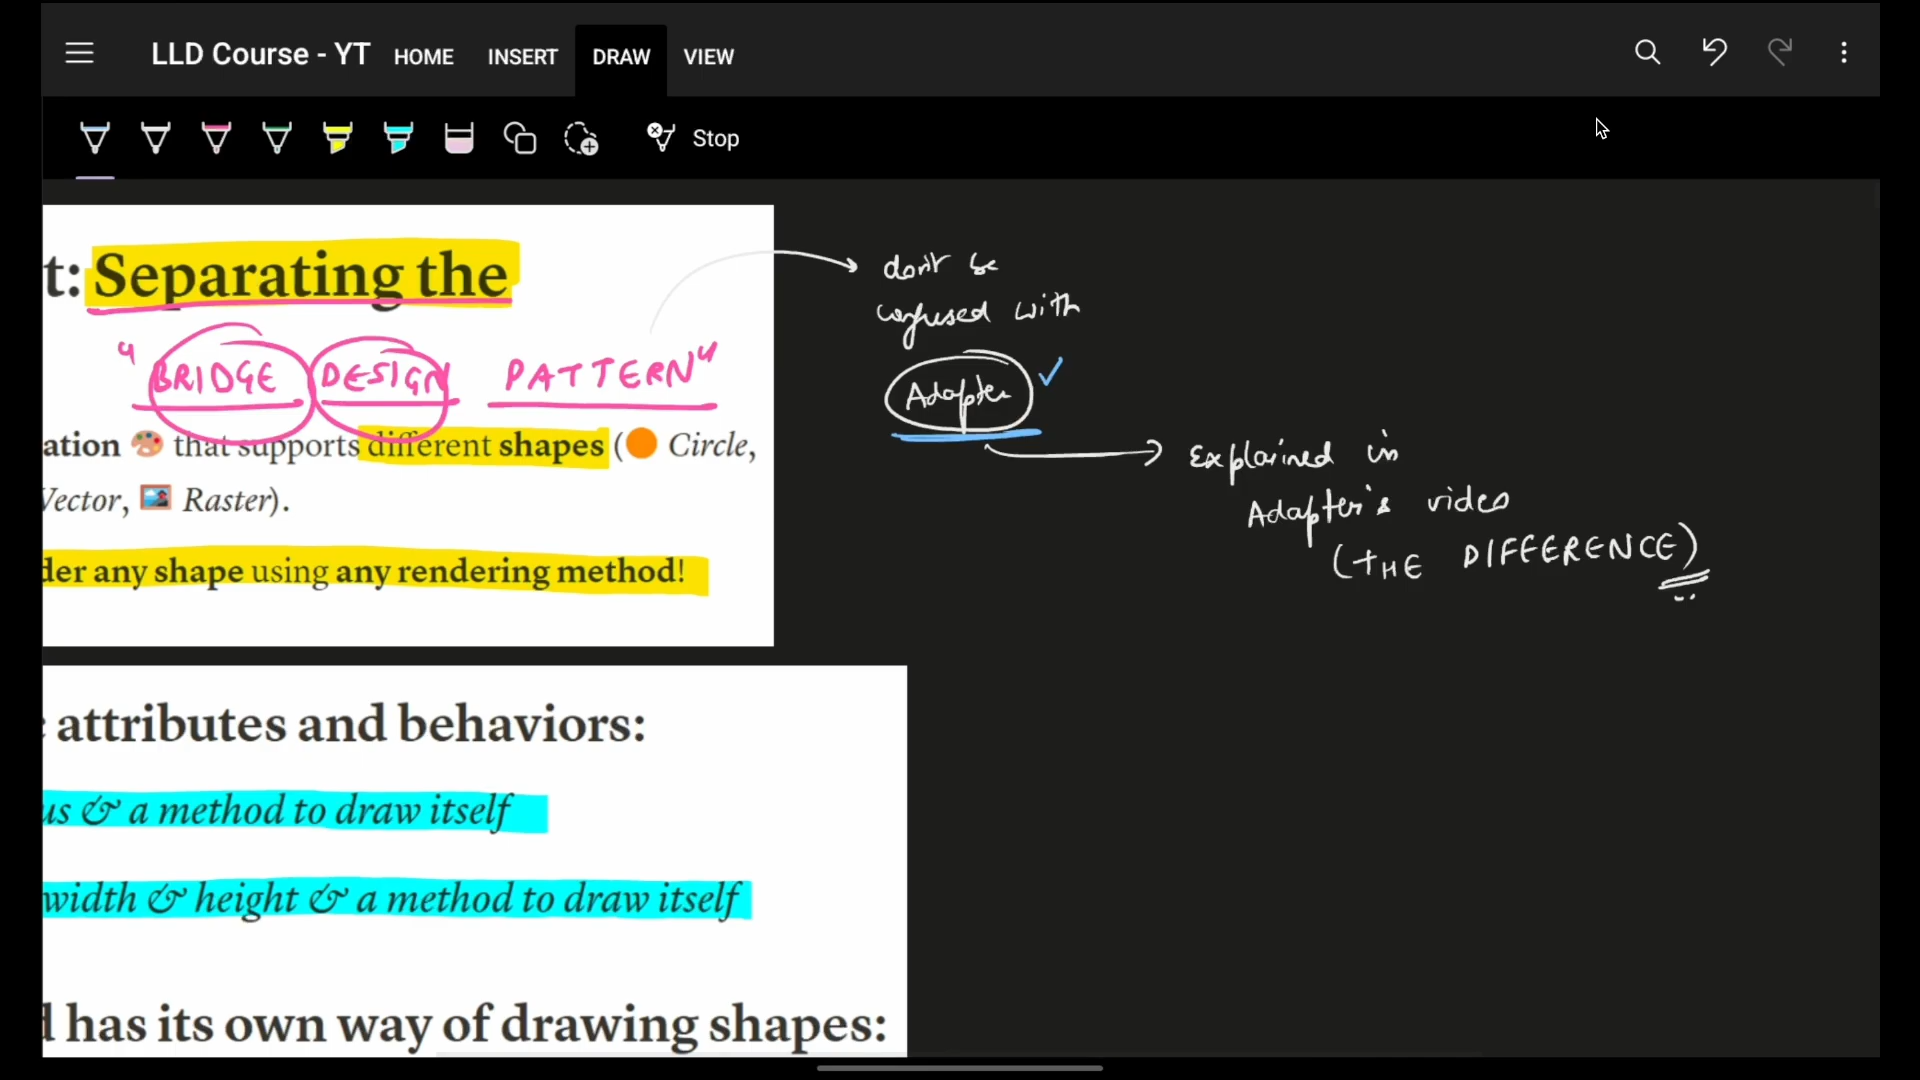 LLD Course - YT HOME INSERT DRAW VIEW
Stop
t: Separating the
"BRIDGE DESIGN PATTERN"
ation 🎨 that supports different shapes (🟠 Circle,
Vector, 🖼️ Raster).
der any shape using any rendering method!
don't be
confused with
Adapter ✓
Explained in
Adapter's video
(THE DIFFERENCE)
attributes and behaviors:
us & a method to draw itself
width & height & a method to draw itself
d has its own way of drawing shapes: